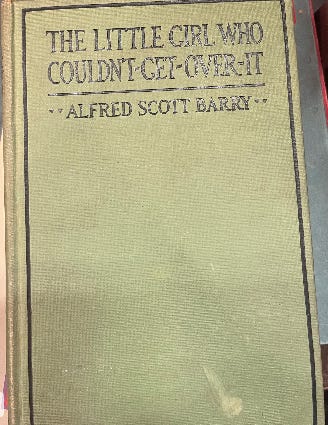 THE LITTLE GIRL WHO
COULDN'T-GET-OVER-IT
ALFRED SCOTT BARRY